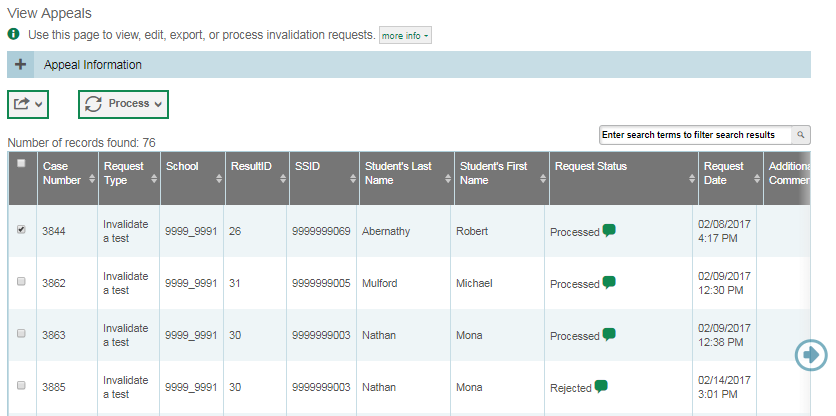 View Appeals
Use this page to view, edit, export, or process invalidation requests. more info
Appeal Information
Process
Number of records found: 76
Enter search terms to filter search results
Case Number Request Type School ResultID SSID Student's Last Name Student's First Name Request Status Request Date Additiona Commen
3844 Invalidate a test 9999_9991 26 9999999069 Abernathy Robert Processed 02/08/2017 4:17 PM
3862 Invalidate a test 9999_9991 31 9999999005 Mulford Michael Processed 02/09/2017 12:30 PM
3863 Invalidate a test 9999_9991 30 9999999003 Nathan Mona Processed 02/09/2017 12:38 PM
3885 Invalidate a test 9999_9991 30 9999999003 Nathan Mona Rejected 02/14/2017 3:01 PM